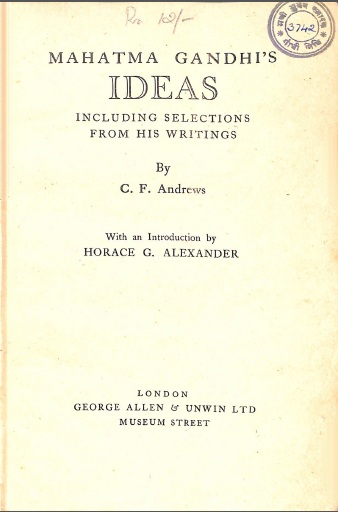 Rs. 10/-
3742
MAHATMA GANDHI'S
IDEAS
INCLUDING SELECTIONS
FROM HIS WRITINGS
By
C. F. Andrews
With an Introduction by
HORACE G. ALEXANDER
LONDON
GEORGE ALLEN & UNWIN LTD
MUSEUM STREET